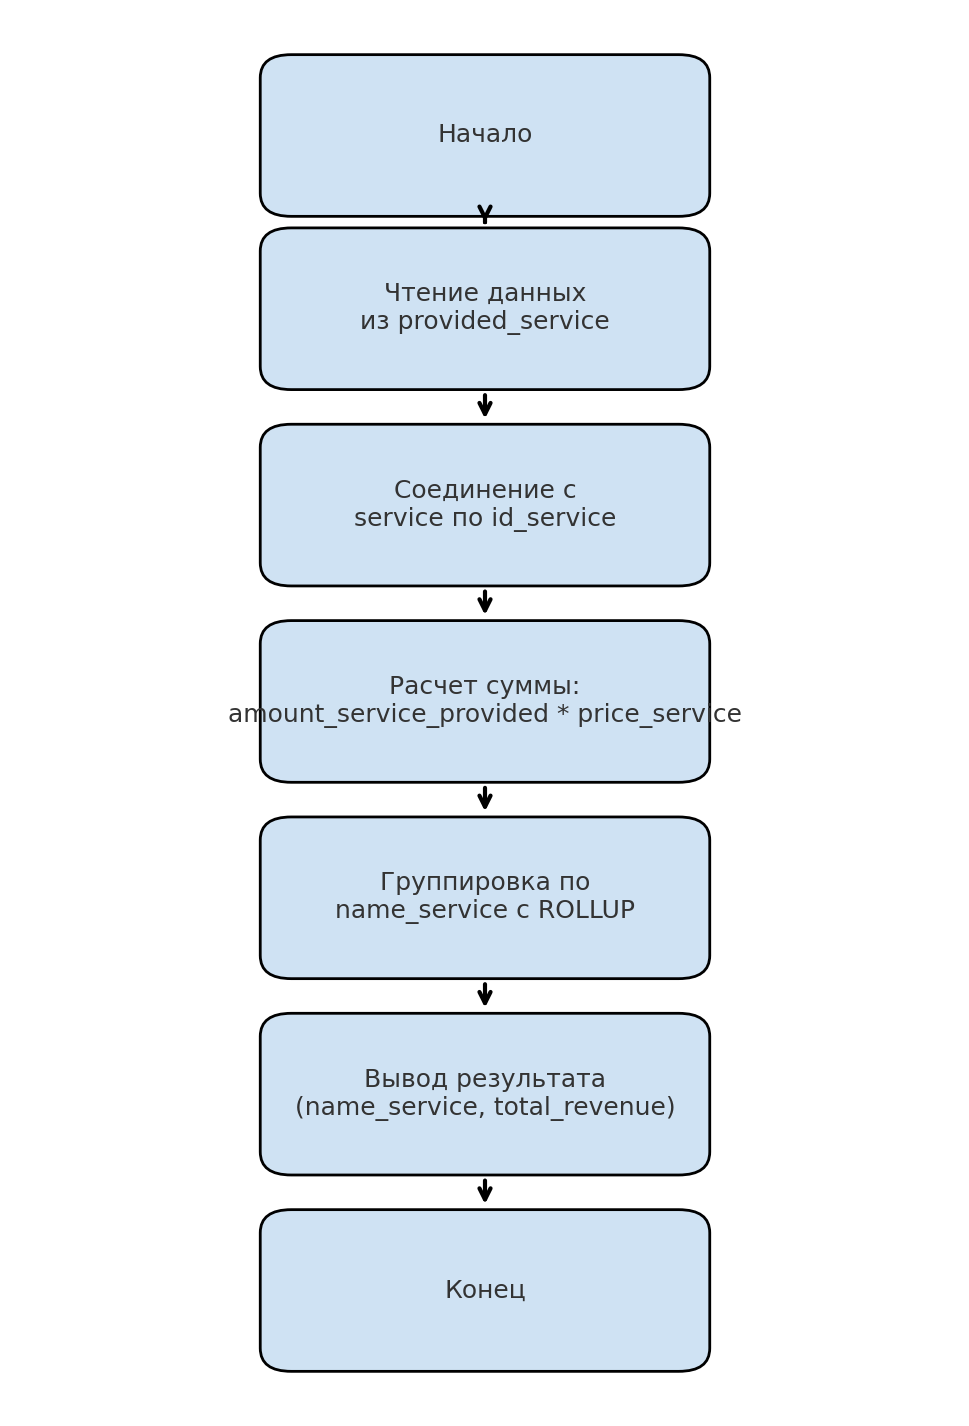 Начало
Чтение данных
из provided_service
Соединение с
service по id_service
Расчет суммы:
amount_service_provided * price_service
Группировка по
name_service с ROLLUP
Вывод результата
(name_service, total_revenue)
Конец